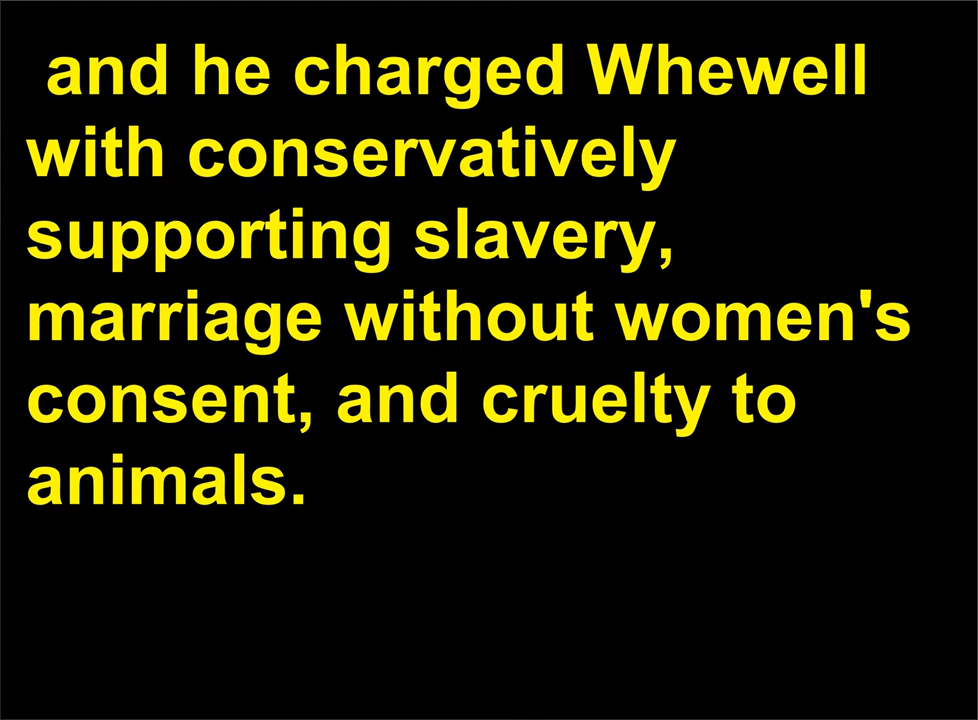 and he charged Whewell
with conservatively
supporting slavery,
marriage without women's
consent, and cruelty to
animals.